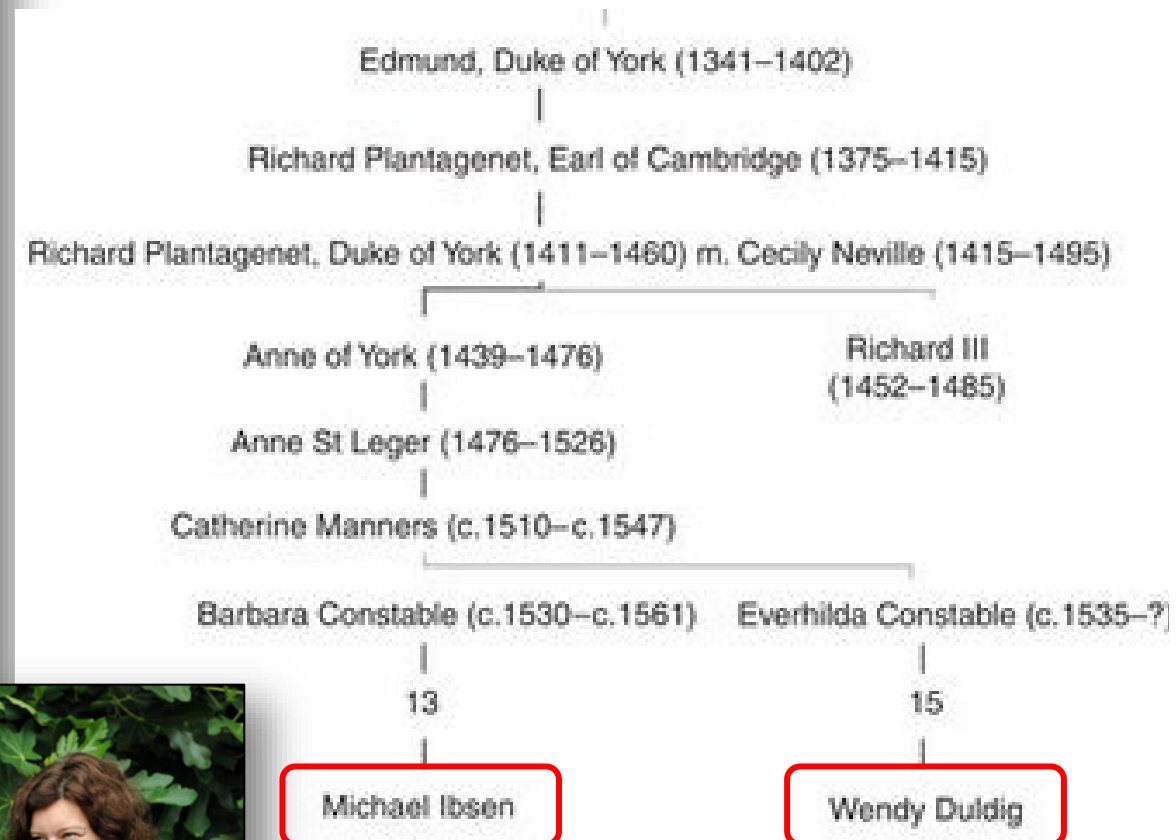 Edmund, Duke of York (1341–1402)
Richard Plantagenet, Earl of Cambridge (1375–1415)
Richard Plantagenet, Duke of York (1411–1460) m. Cecily Neville (1415–1495)
Anne of York (1439–1476)
Richard III
(1452–1485)
Anne St Leger (1476–1526)
Catherine Manners (c.1510–c.1547)
Barbara Constable (c.1530–c.1561)
Everhilda Constable (c.1535–?)
13
15
Michael Ibsen
Wendy Duldig